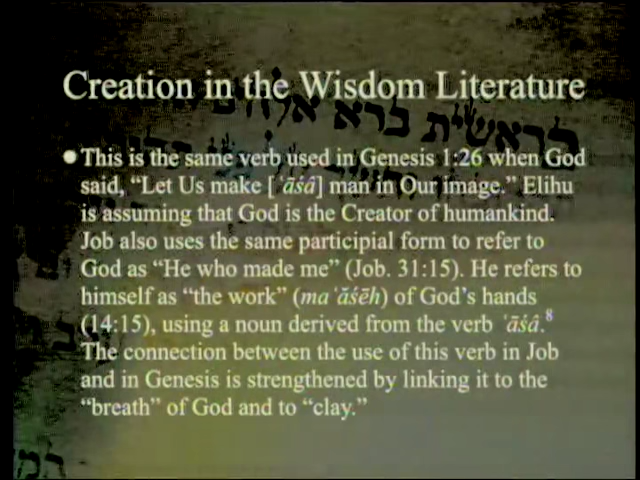 Creation in the Wisdom Literature
בראשית ברא אלהים
• This is the same verb used in Genesis 1:26 when God
said, “Let Us make [ʿāśâ] man in Our image.” Elihu
is assuming that God is the Creator of humankind.
Job also uses the same participial form to refer to
God as “He who made me” (Job. 31:15). He refers to
himself as “the work” (maʿăśēh) of God’s hands
(14:15), using a noun derived from the verb ʿāśâ.8
The connection between the use of this verb in Job
and in Genesis is strengthened by linking it to the
“breath” of God and to “clay.”